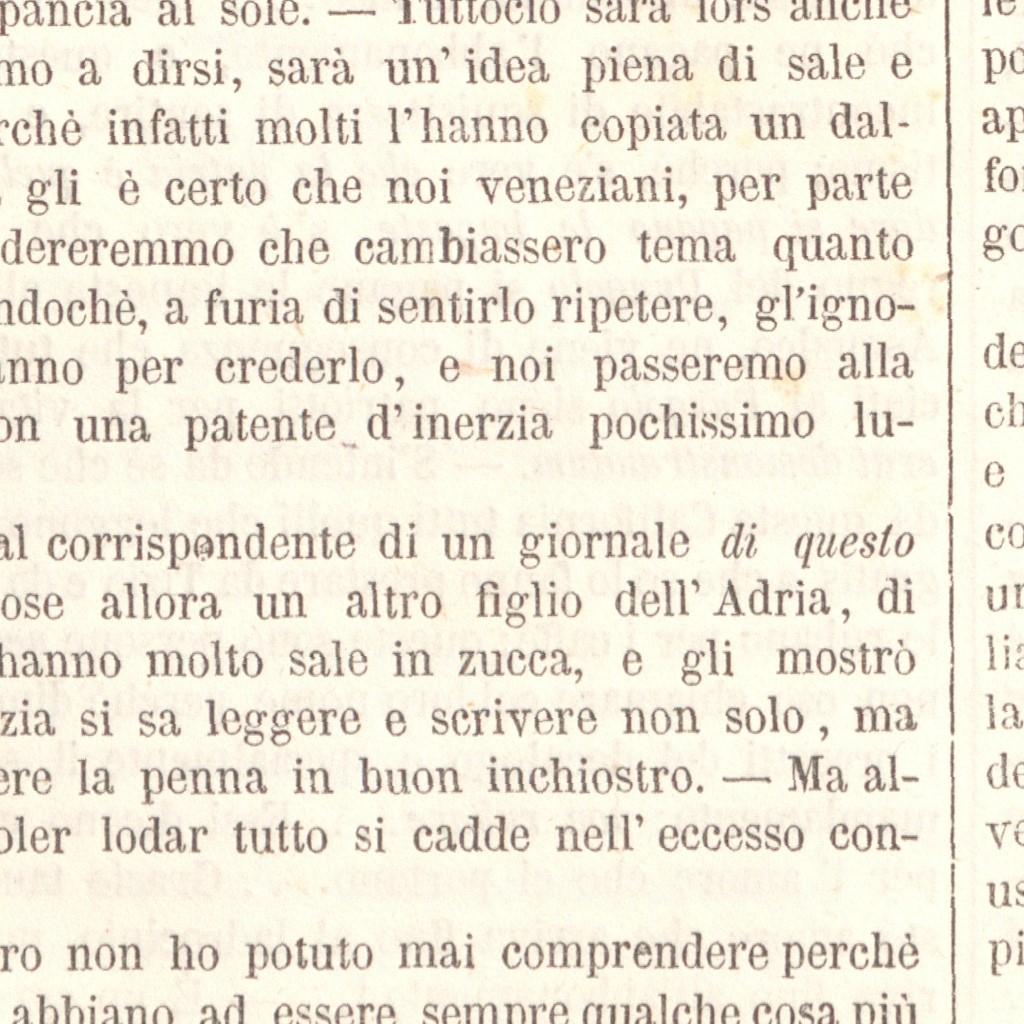 pancia al sole. — Tuttociò sarà fors'anche
mo a dirsi, sarà un'idea piena di sale e
rchè infatti molti l'hanno copiata un dal-
gli è certo che noi veneziani, per parte
dereremmo che cambiassero tema quanto
ndochè, a furia di sentirlo ripetere, gl'igno-
anno per crederlo, e noi passeremo alla
on una patente d'inerzia pochissimo lu-
al corrispondente di un giornale di questo
ose allora un altro figlio dell'Adria, di
hanno molto sale in zucca, e gli mostrò
zia si sa leggere e scrivere non solo, ma
ere la penna in buon inchiostro. — Ma al-
oler lodar tutto si cadde nell'eccesso con-
ro non ho potuto mai comprendere perchè
abbiano ad essere sempre qualche cosa più
le
po
ap
for
go
de
ch
e
co
un
lia
la
de
ve
us
pi